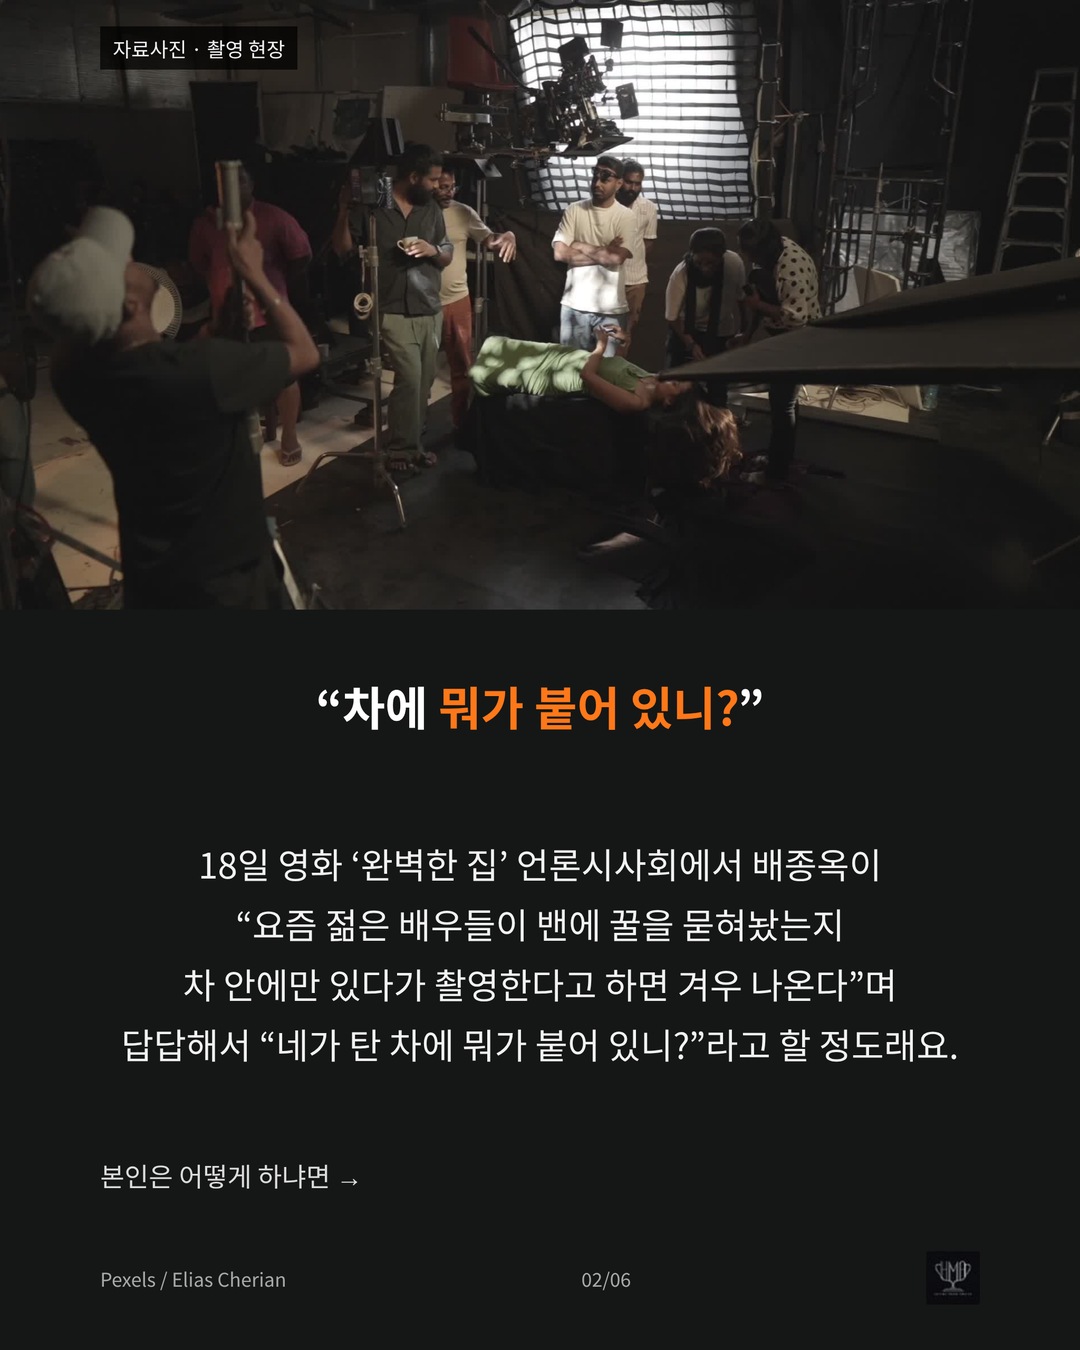 자료사진 · 촬영 현장
“차에 뭐가 붙어 있니?”
18일 영화 ‘완벽한 집’ 언론시사회에서 배종옥이
“요즘 젊은 배우들이 밴에 꿀을 묻혀놨는지
차 안에만 있다가 촬영한다고 하면 겨우 나온다”며
답답해서 “네가 탄 차에 뭐가 붙어 있니?”라고 할 정도래요.
본인은 어떻게 하냐면 →
Pexels / Elias Cherian
02/06